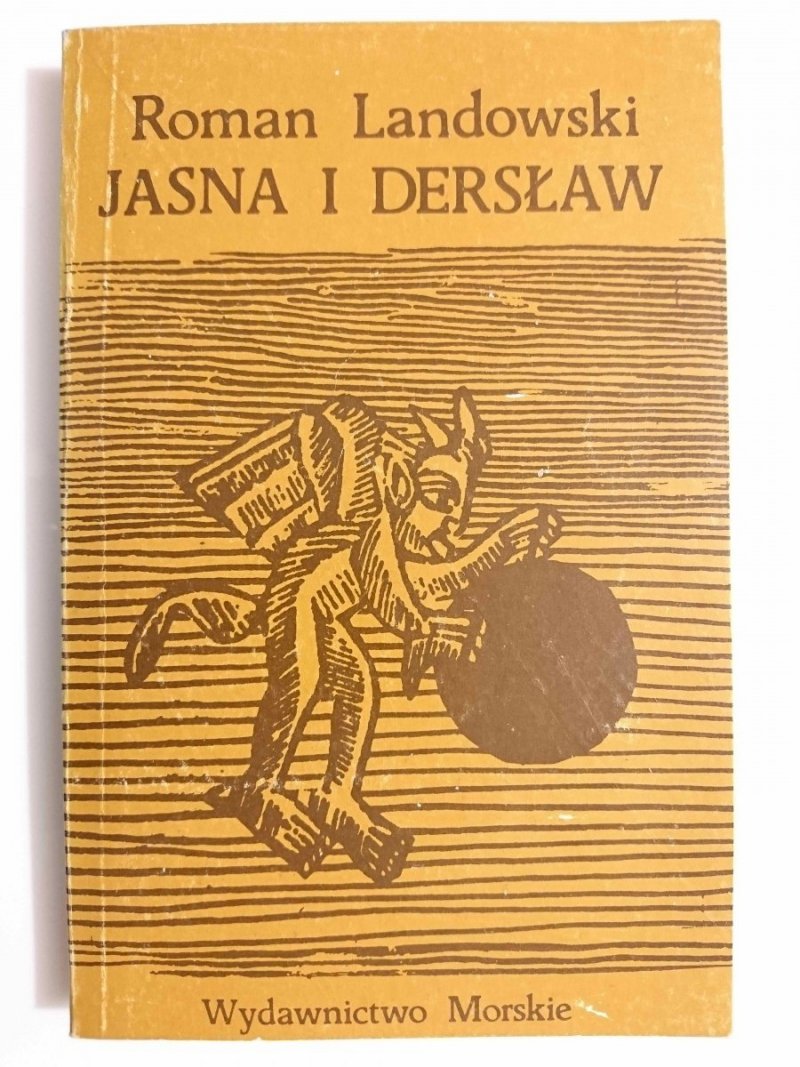 Roman Landowski
JASNA I DERSŁAW
Wydawnictwo Morskie